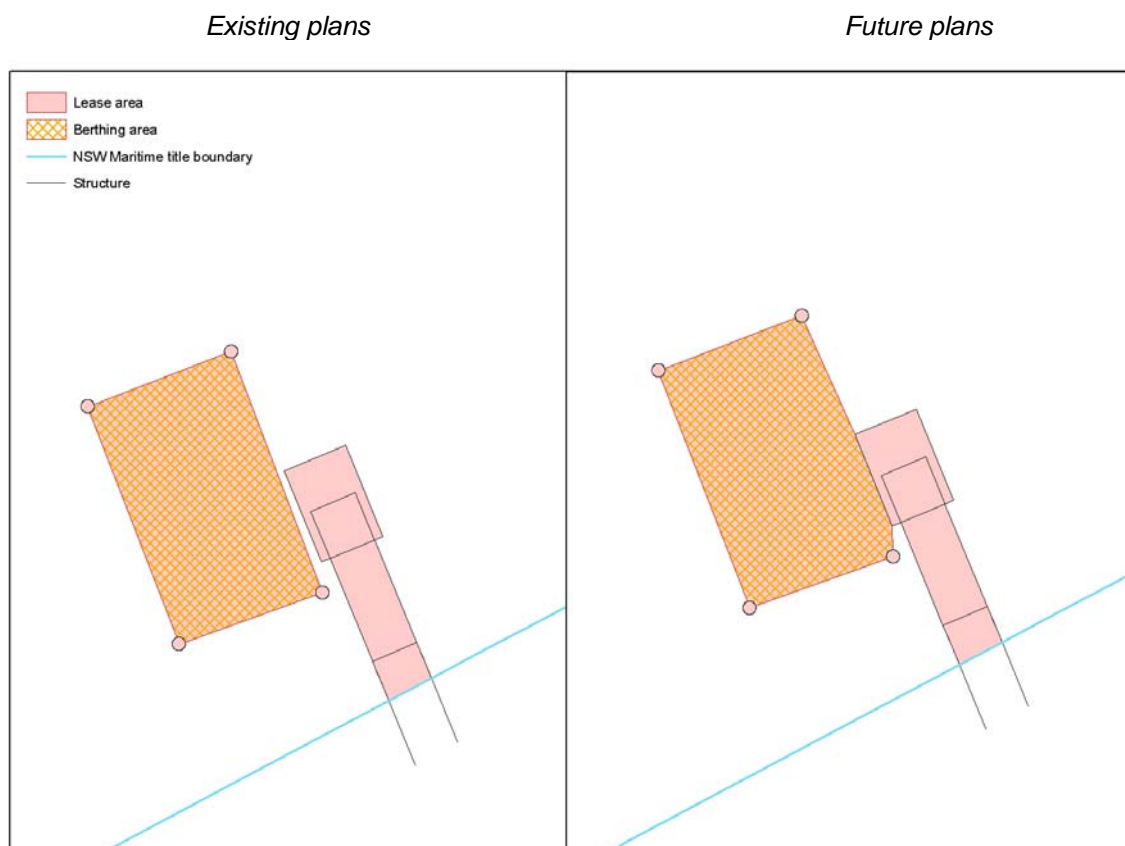 Existing plans
Future plans
Lease area
Berthing area
NSW Maritime title boundary
Structure